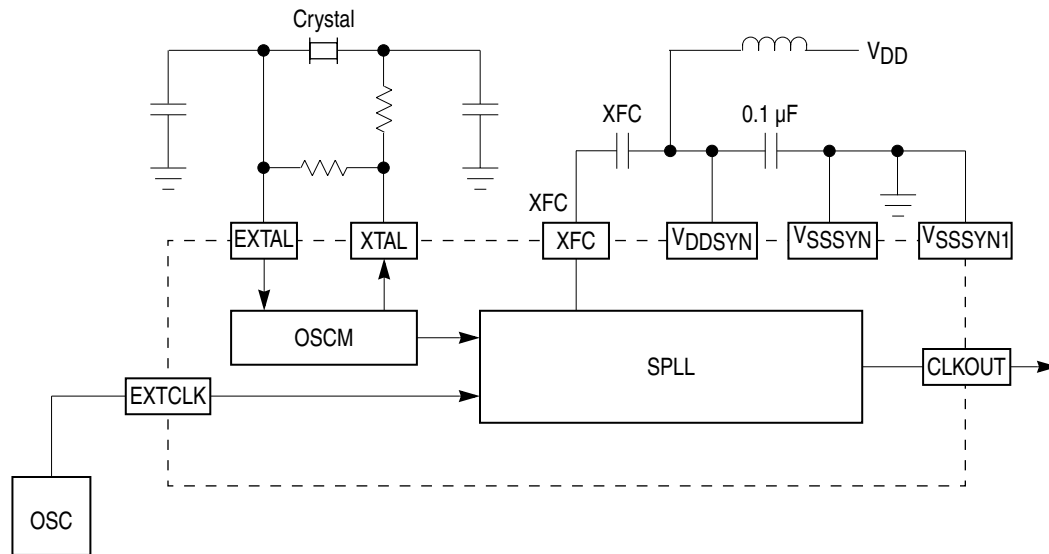 Crystal
VDD
XFC
0.1 µF
XFC
EXTAL
XTAL
XFC
VDDSYN
VSSSYN
VSSSYN1
OSCM
SPLL
CLKOUT
EXTCLK
OSC